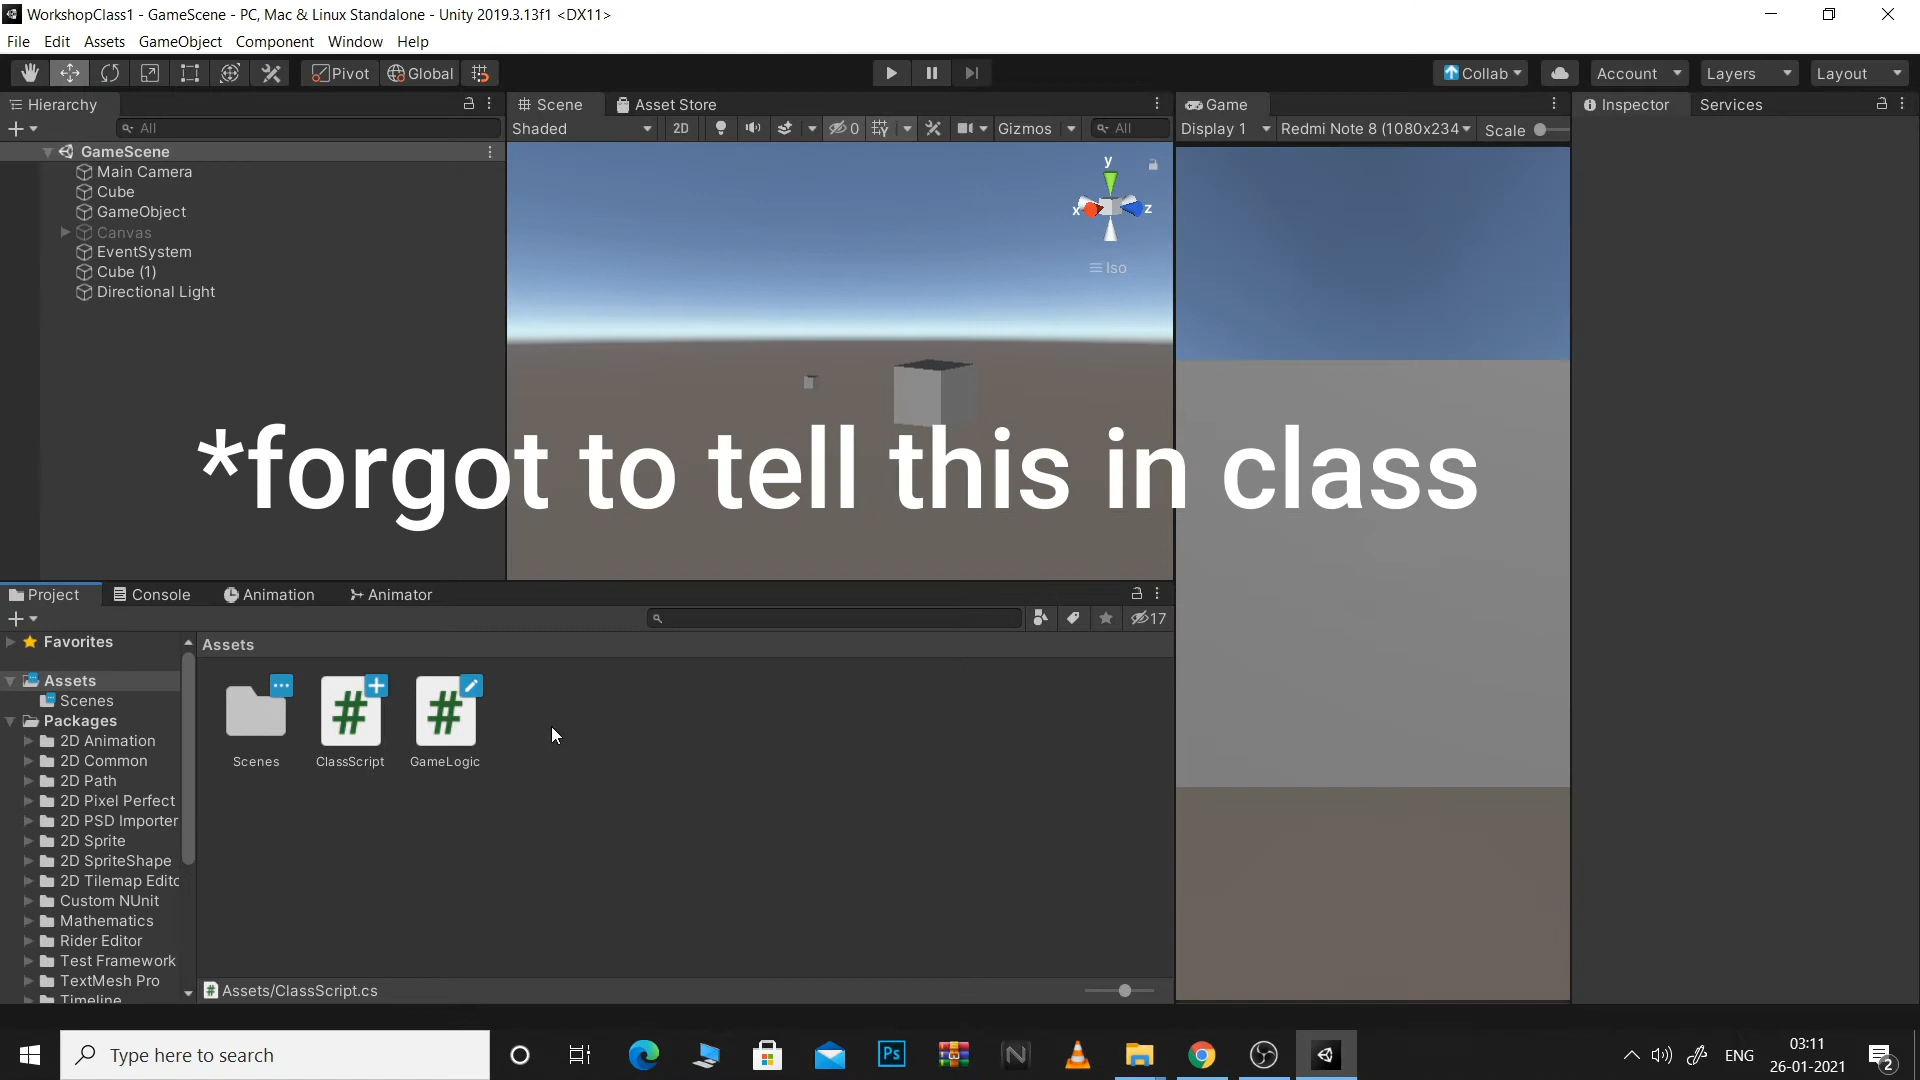 WorkshopClass1 - GameScene - PC, Mac & Linux Standalone - Unity 2019.3.13f1 <DX11>
File Edit Assets GameObject Component Window Help
Pivot Global Collab Account Layers Layout
Hierarchy
All
GameScene
Main Camera
Cube
GameObject
Canvas
EventSystem
Cube (1)
Directional Light
Scene Asset Store
Shaded 2D 0 Gizmos All
y
x z
Iso
Game
Display 1 Redmi Note 8 (1080x234 Scale
Inspector Services
*forgot to tell this in class
Project Console Animation Animator
17
Favorites
Assets
Scenes
Packages
2D Animation
2D Common
2D Path
2D Pixel Perfect
2D PSD Importer
2D Sprite
2D SpriteShape
2D Tilemap Edito
Custom NUnit
Mathematics
Rider Editor
Test Framework
TextMesh Pro
Timeline
Assets
# #
Scenes ClassScript GameLogic
# Assets/ClassScript.cs
Type here to search
Ps
N
ENG
03:11
26-01-2021
2